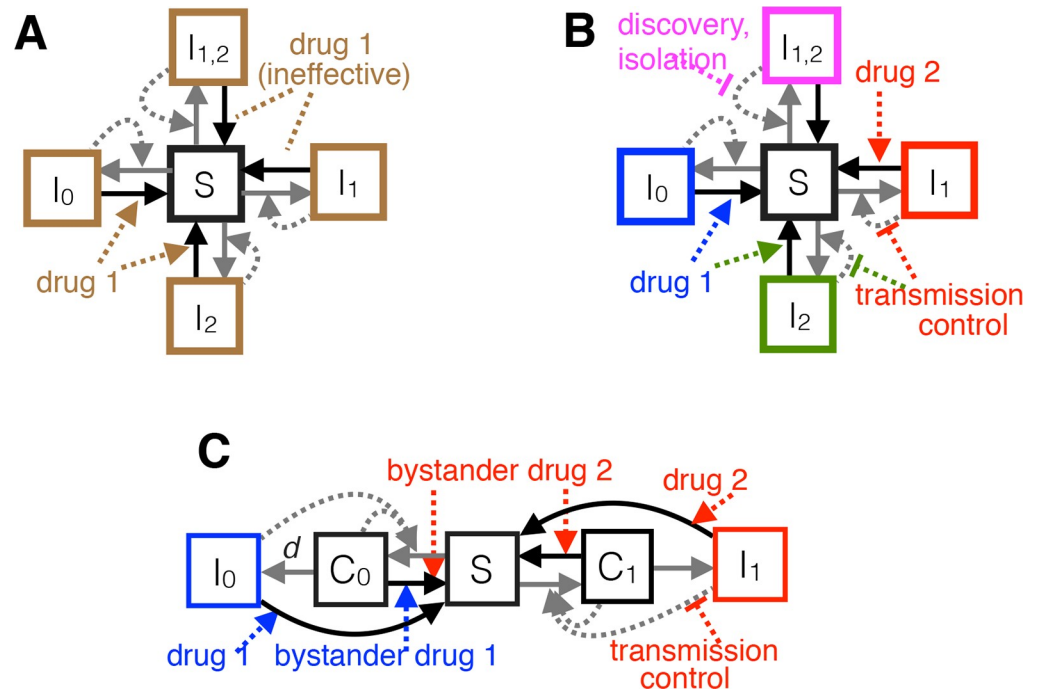 A
I1,2
drug 1
(ineffective)
I0
S
I1
drug 1
I2
B
discovery,
isolation
I1,2
drug 2
I0
S
I1
drug 1
I2
transmission
control
C
bystander drug 2
drug 2
d
I0
C0
S
C1
I1
drug 1
bystander drug 1
transmission
control